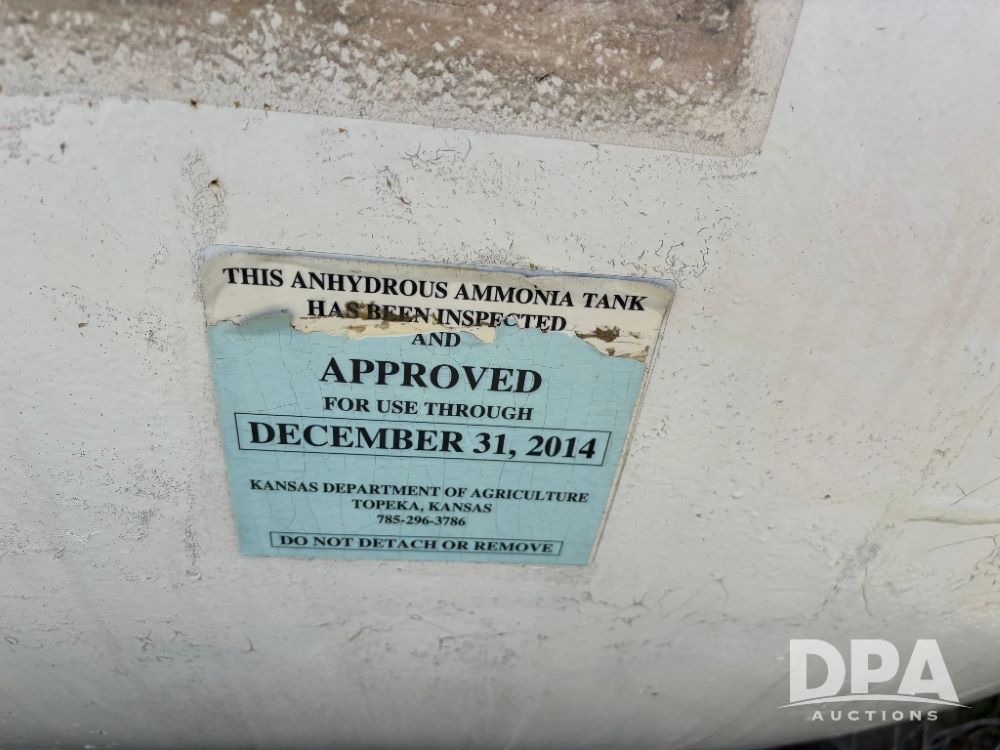 THIS ANHYDROUS AMMONIA TANK
HAS BEEN INSPECTED
AND
APPROVED
FOR USE THROUGH
DECEMBER 31, 2014
KANSAS DEPARTMENT OF AGRICULTURE
TOPEKA, KANSAS
785-296-3786
DO NOT DETACH OR REMOVE
DPA
AUCTIONS